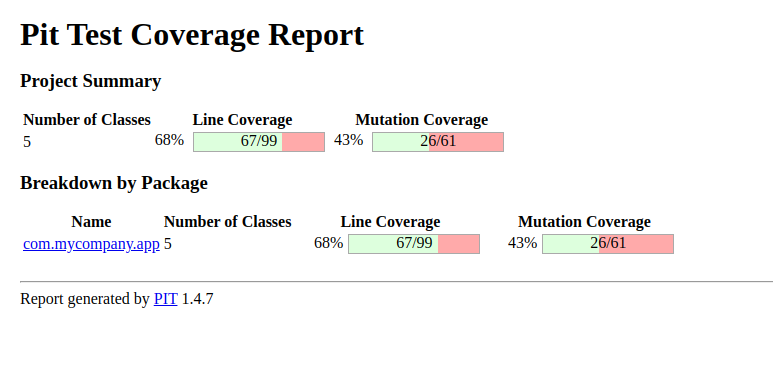 Pit Test Coverage Report
Project Summary
Number of Classes Line Coverage Mutation Coverage
5 68% 67/99 43% 26/61
Breakdown by Package
Name Number of Classes Line Coverage Mutation Coverage
com.mycompany.app 5 68% 67/99 43% 26/61
Report generated by PIT 1.4.7